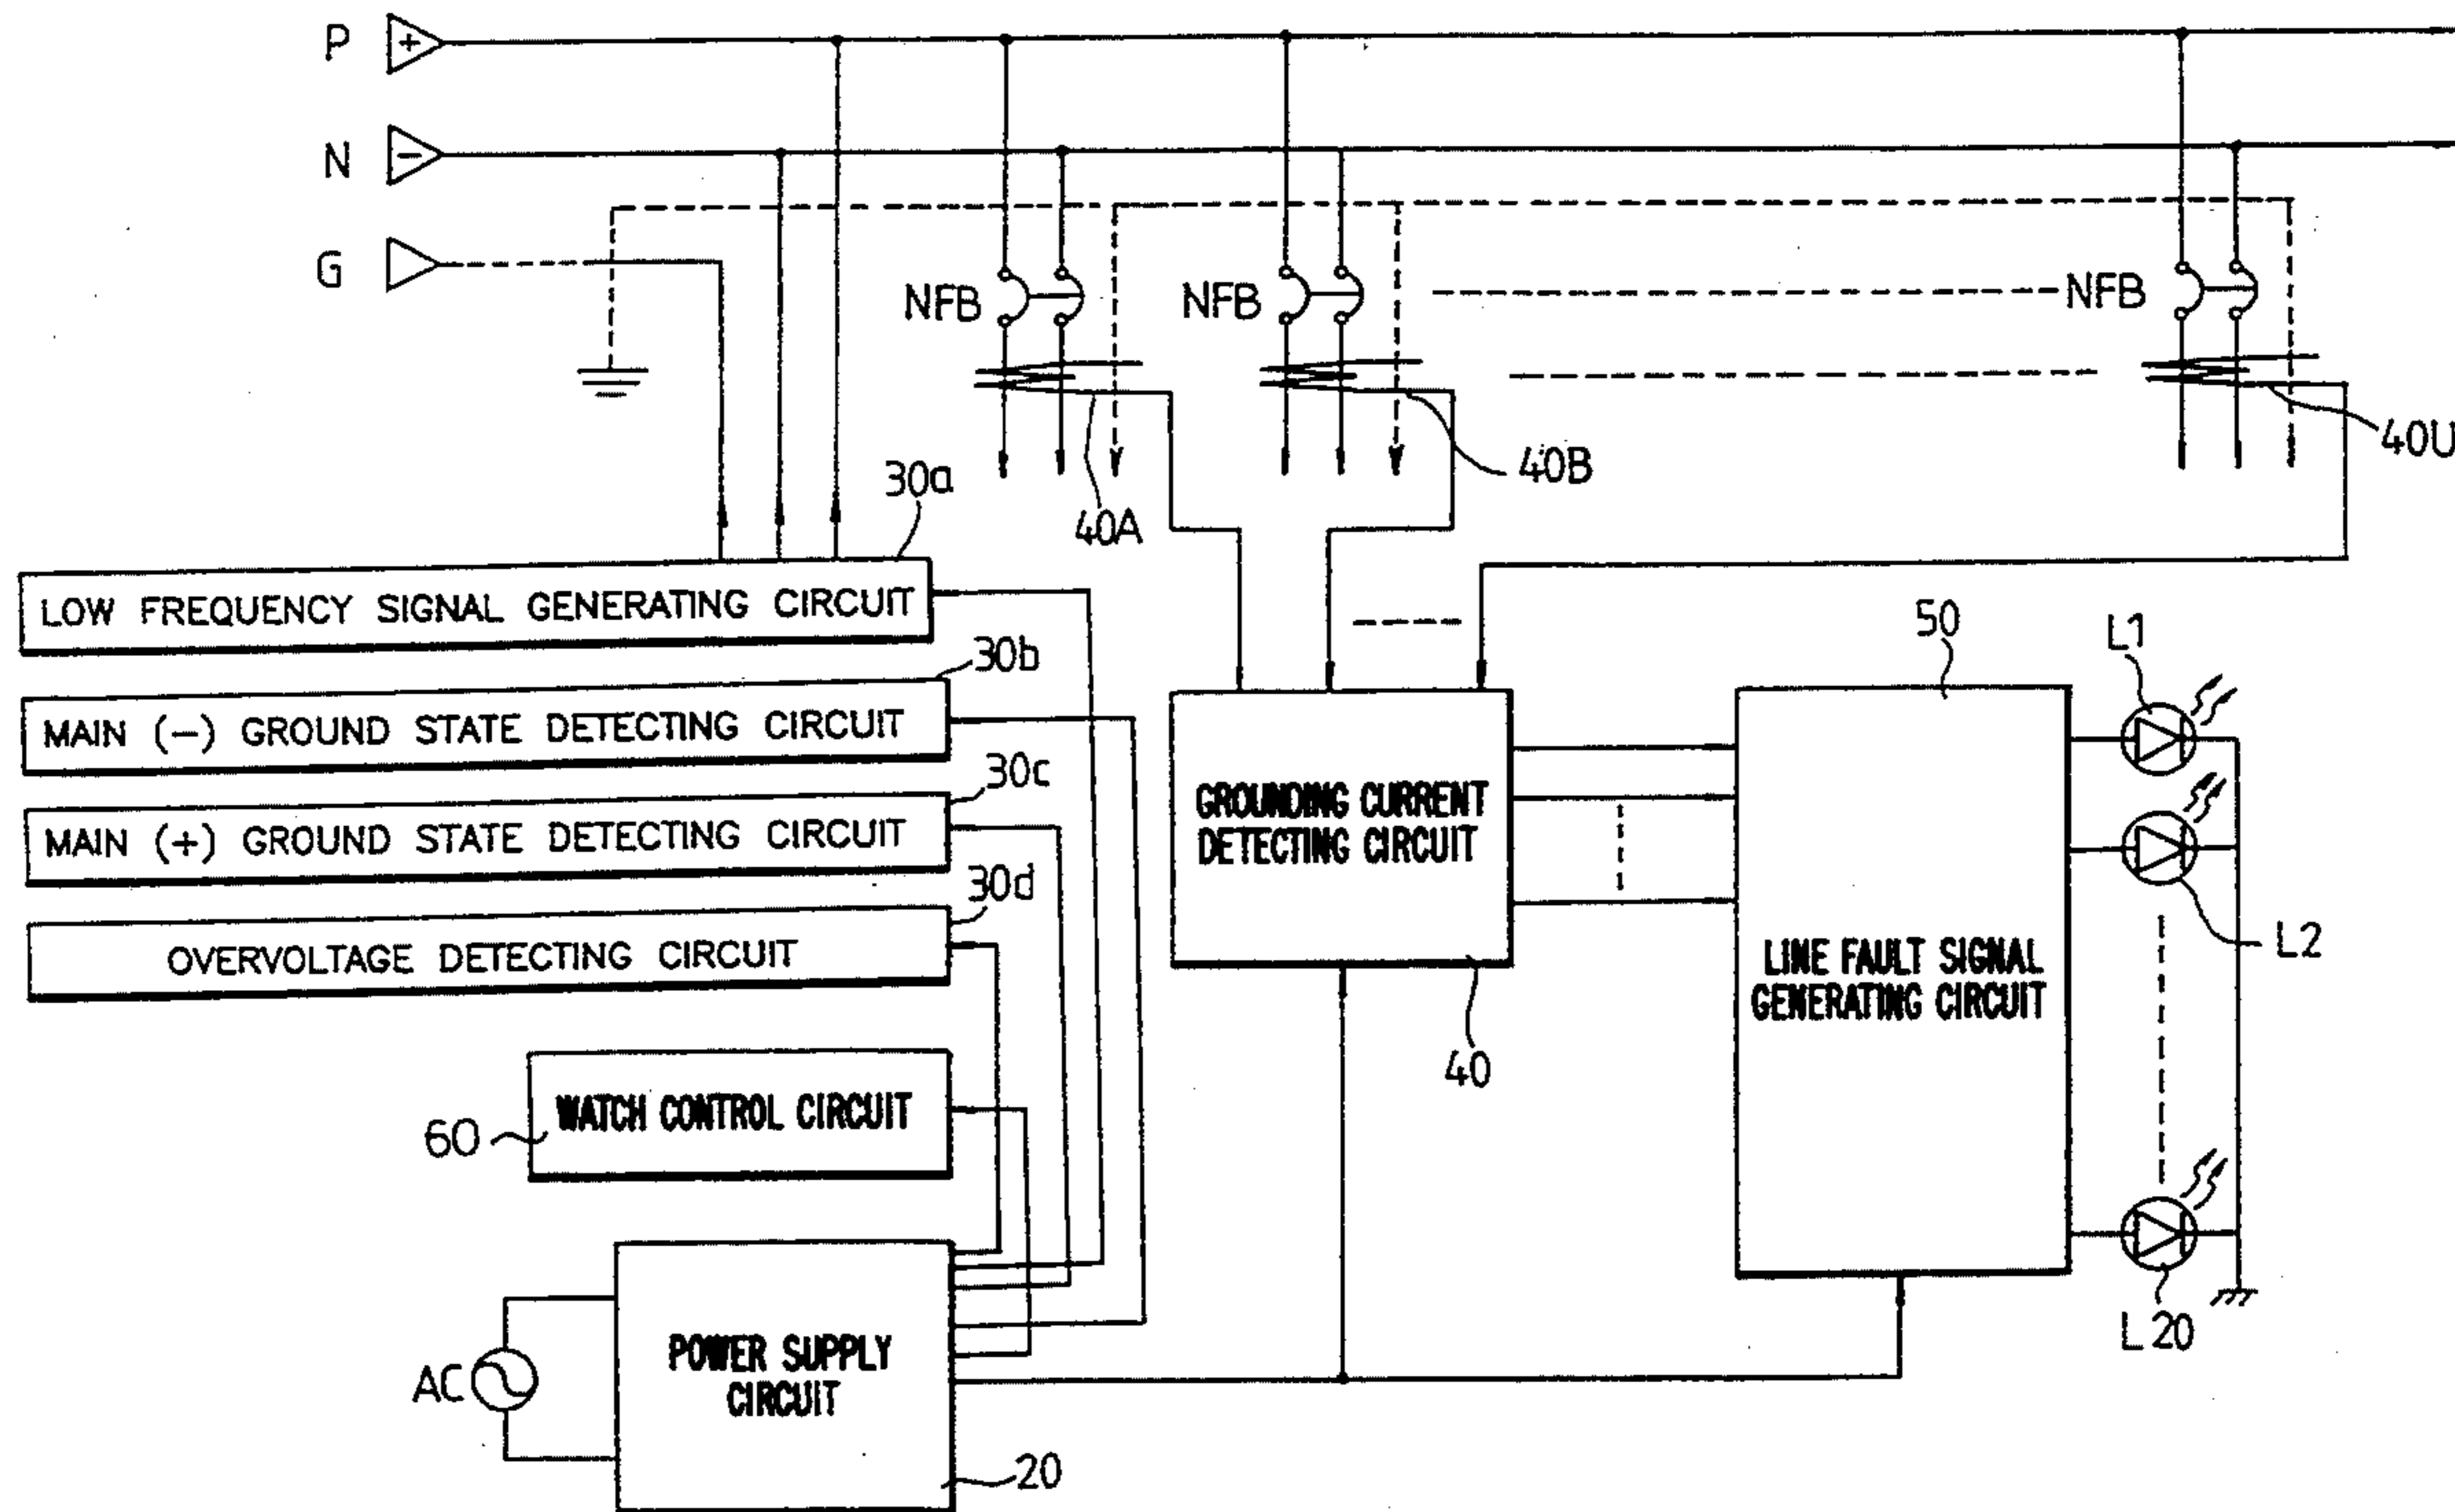 P +
N −
G
NFB
NFB
NFB
40A
40B
40U
30a
LOW FREQUENCY SIGNAL GENERATING CIRCUIT
30b
MAIN (−) GROUND STATE DETECTING CIRCUIT
30c
MAIN (+) GROUND STATE DETECTING CIRCUIT
30d
OVERVOLTAGE DETECTING CIRCUIT
60
WATCH CONTROL CIRCUIT
AC
POWER SUPPLY
CIRCUIT
20
GROUNDING CURRENT
DETECTING CIRCUIT
40
50
LINE FAULT SIGNAL
GENERATING CIRCUIT
L1
L2
L20